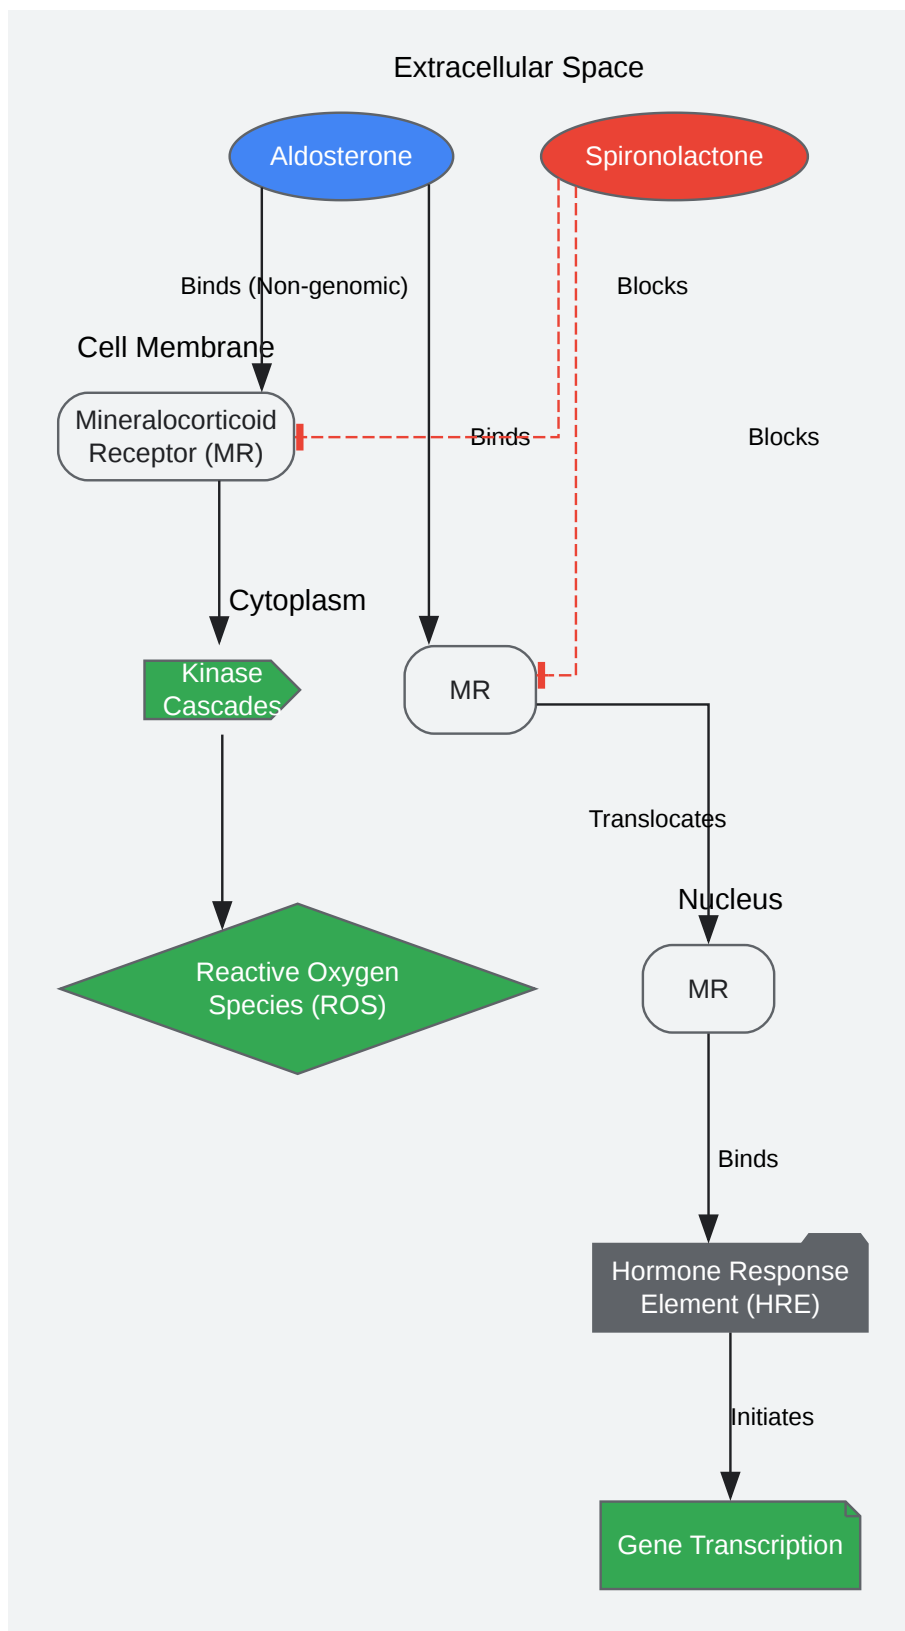 Extracellular Space
Aldosterone
Spironolactone
Binds (Non-genomic)
Blocks
Cell Membrane
Mineralocorticoid
Receptor (MR)
Binds
Blocks
Cytoplasm
Kinase
Cascades
MR
Translocates
Nucleus
Reactive Oxygen
Species (ROS)
MR
Binds
Hormone Response
Element (HRE)
Initiates
Gene Transcription